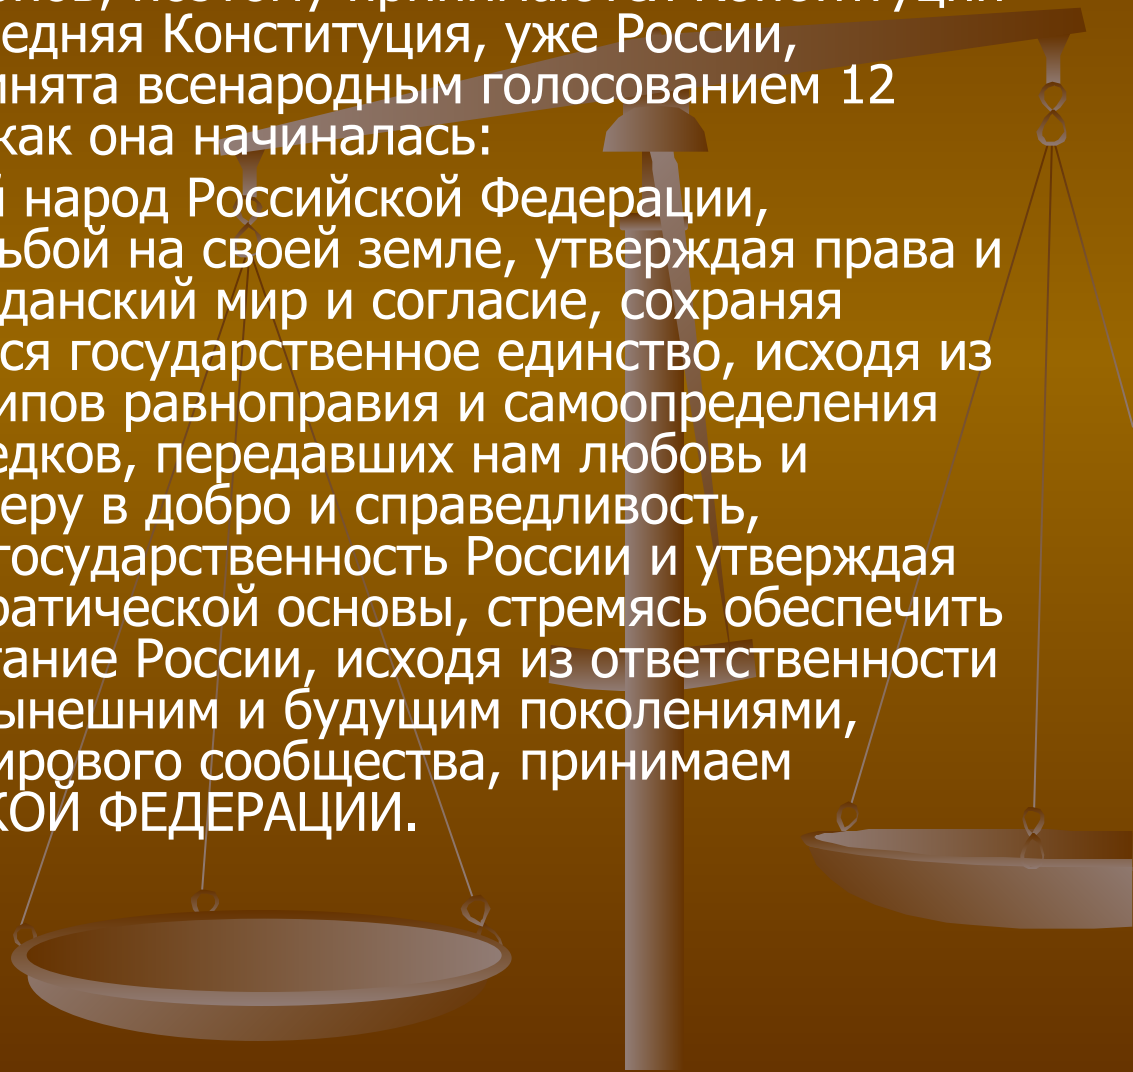 поэтому принимаются Конституции
едняя Конституция, уже России,
инята всенародным голосованием 12
как она начиналась:
й народ Российской Федерации,
ьбой на своей земле, утверждая права и
данский мир и согласие, сохраняя
ся государственное единство, исходя из
ипов равноправия и самоопределения
едков, передавших нам любовь и
еру в добро и справедливость,
государственность России и утверждая
ратической основы, стремясь обеспечить
тание России, исходя из ответственности
ынешним и будущим поколениями,
ирового сообщества, принимаем
КОЙ ФЕДЕРАЦИИ.